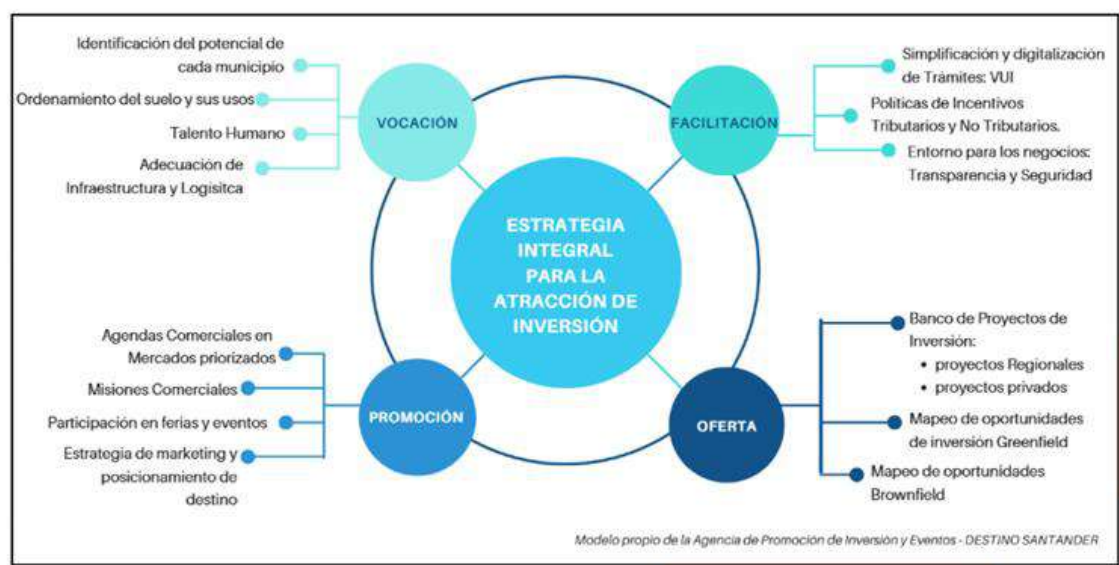 Identificación del potencial de
cada municipio
Ordenamiento del suelo y sus usos
Talento Humano
Adecuación de
Infraestructura y Logísitca
VOCACIÓN
FACILITACIÓN
Simplificación y digitalización
de Trámites: VUI
Políticas de Incentivos
Tributarios y No Tributarios.
Entorno para los negocios:
Transparencia y Seguridad
ESTRATEGIA
INTEGRAL
PARA LA
ATRACCIÓN DE
INVERSIÓN
Agendas Comerciales en
Mercados priorizados
Misiones Comerciales
Participación en ferias y eventos
Estrategia de marketing y
posicionamiento de
destino
PROMOCIÓN
OFERTA
Banco de Proyectos de
Inversión:
• proyectos Regionales
• proyectos privados
Mapeo de oportunidades
de inversión Greenfield
Mapeo de oportunidades
Brownfield
Modelo propio de la Agencia de Promoción de Inversión y Eventos - DESTINO SANTANDER